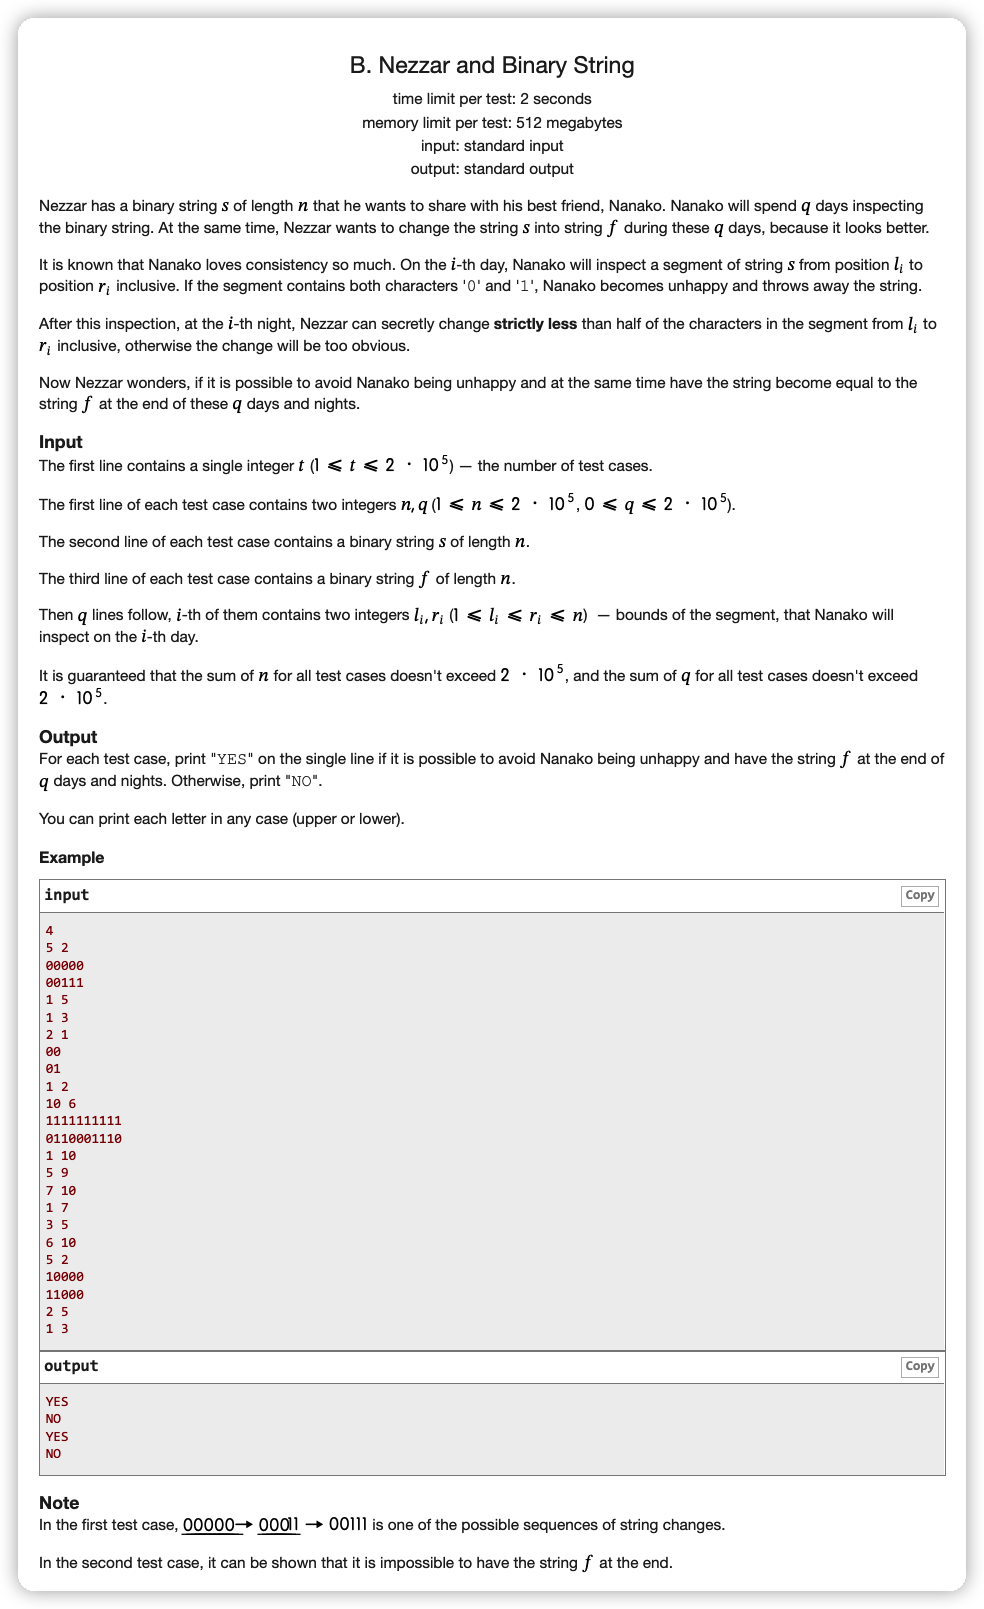 B. Nezzar and Binary String
time limit per test: 2 seconds
memory limit per test: 512 megabytes
input: standard input
output: standard output
Nezzar has a binary string s of length n that he wants to share with his best friend, Nanako. Nanako will spend q days inspecting
the binary string. At the same time, Nezzar wants to change the string s into string f during these q days, because it looks better.
It is known that Nanako loves consistency so much. On the i-th day, Nanako will inspect a segment of string s from position l_i to
position r_i inclusive. If the segment contains both characters '0' and '1', Nanako becomes unhappy and throws away the string.
After this inspection, at the i-th night, Nezzar can secretly change strictly less than half of the characters in the segment from l_i to
r_i inclusive, otherwise the change will be too obvious.
Now Nezzar wonders, if it is possible to avoid Nanako being unhappy and at the same time have the string become equal to the
string f at the end of these q days and nights.
Input
The first line contains a single integer t (1 ⩽ t ⩽ 2 · 10^5) — the number of test cases.
The first line of each test case contains two integers n, q (1 ⩽ n ⩽ 2 · 10^5, 0 ⩽ q ⩽ 2 · 10^5).
The second line of each test case contains a binary string s of length n.
The third line of each test case contains a binary string f of length n.
Then q lines follow, i-th of them contains two integers l_i, r_i (1 ⩽ l_i ⩽ r_i ⩽ n) — bounds of the segment, that Nanako will
inspect on the i-th day.
It is guaranteed that the sum of n for all test cases doesn't exceed 2 · 10^5, and the sum of q for all test cases doesn't exceed
2 · 10^5.
Output
For each test case, print "YES" on the single line if it is possible to avoid Nanako being unhappy and have the string f at the end of
q days and nights. Otherwise, print "NO".
You can print each letter in any case (upper or lower).
Example
input Copy
4
5 2
00000
00111
1 5
1 3
2 1
00
01
1 2
10 6
1111111111
0110001110
1 10
5 9
7 10
1 7
3 5
6 10
5 2
10000
11000
2 5
1 3
output Copy
YES
NO
YES
NO
Note
In the first test case, 00000→ 00011 → 00111 is one of the possible sequences of string changes.
In the second test case, it can be shown that it is impossible to have the string f at the end.